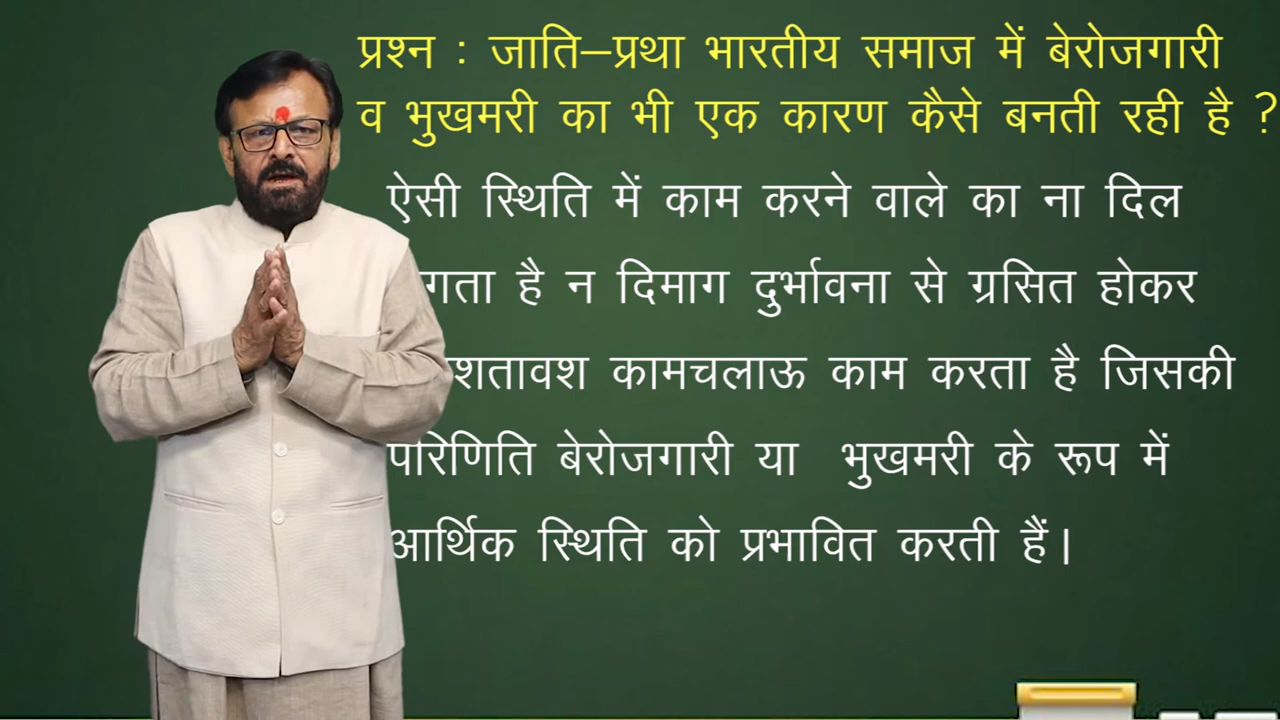 प्रश्न : जाति–प्रथा भारतीय समाज में बेरोजगारी
व भुखमरी का भी एक कारण कैसे बनती रही है ?
ऐसी स्थिति में काम करने वाले का ना दिल
है न दिमाग दुर्भावना से ग्रसित होकर
कामचलाऊ काम करता है जिसकी
परिणिति बेरोजगारी या भुखमरी के रूप में
आर्थिक स्थिति को प्रभावित करती हैं।